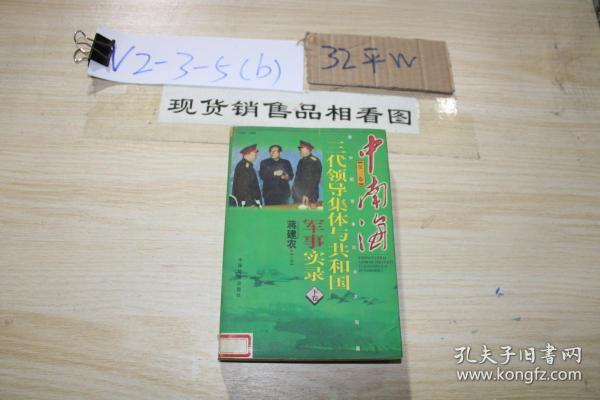 V2-3-5(b)
32平W
现货销售品相看图
中南海
三代领导集体与共和国
军事实录
下卷
蒋建农
孔夫子旧书网
www.kongfz.com